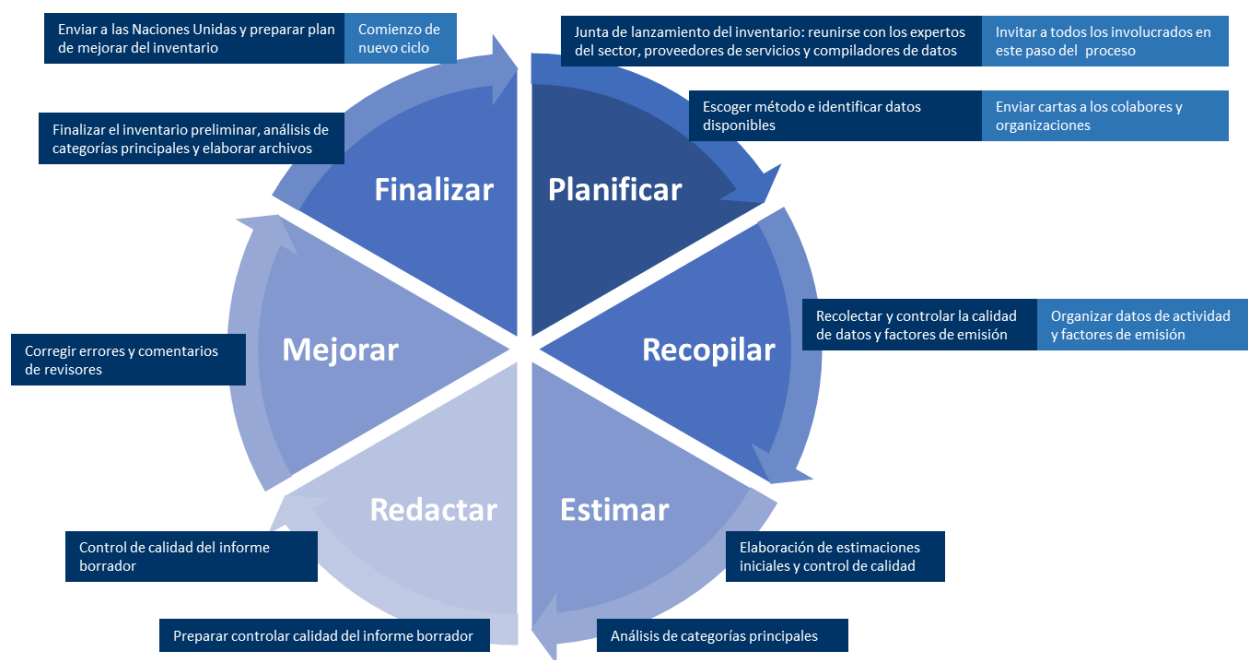 Enviar a las Naciones Unidas y preparar plan
de mejorar del inventario
Comienzo de
nuevo ciclo
Junta de lanzamiento del inventario: reunirse con los expertos
del sector, proveedores de servicios y compiladores de datos
Invitar a todos los involucrados en
este paso del proceso
Escoger método e identificar datos
disponibles
Enviar cartas a los colabores y
organizaciones
Finalizar el inventario preliminar, análisis de
categorías principales y elaborar archivos
Finalizar
Planificar
Recolectar y controlar la calidad
de datos y factores de emisión
Organizar datos de actividad
y factores de emisión
Corregir errores y comentarios
de revisores
Mejorar
Recopilar
Redactar
Estimar
Control de calidad del informe
borrador
Elaboración de estimaciones
iniciales y control de calidad
Preparar controlar calidad del informe borrador
Análisis de categorías principales